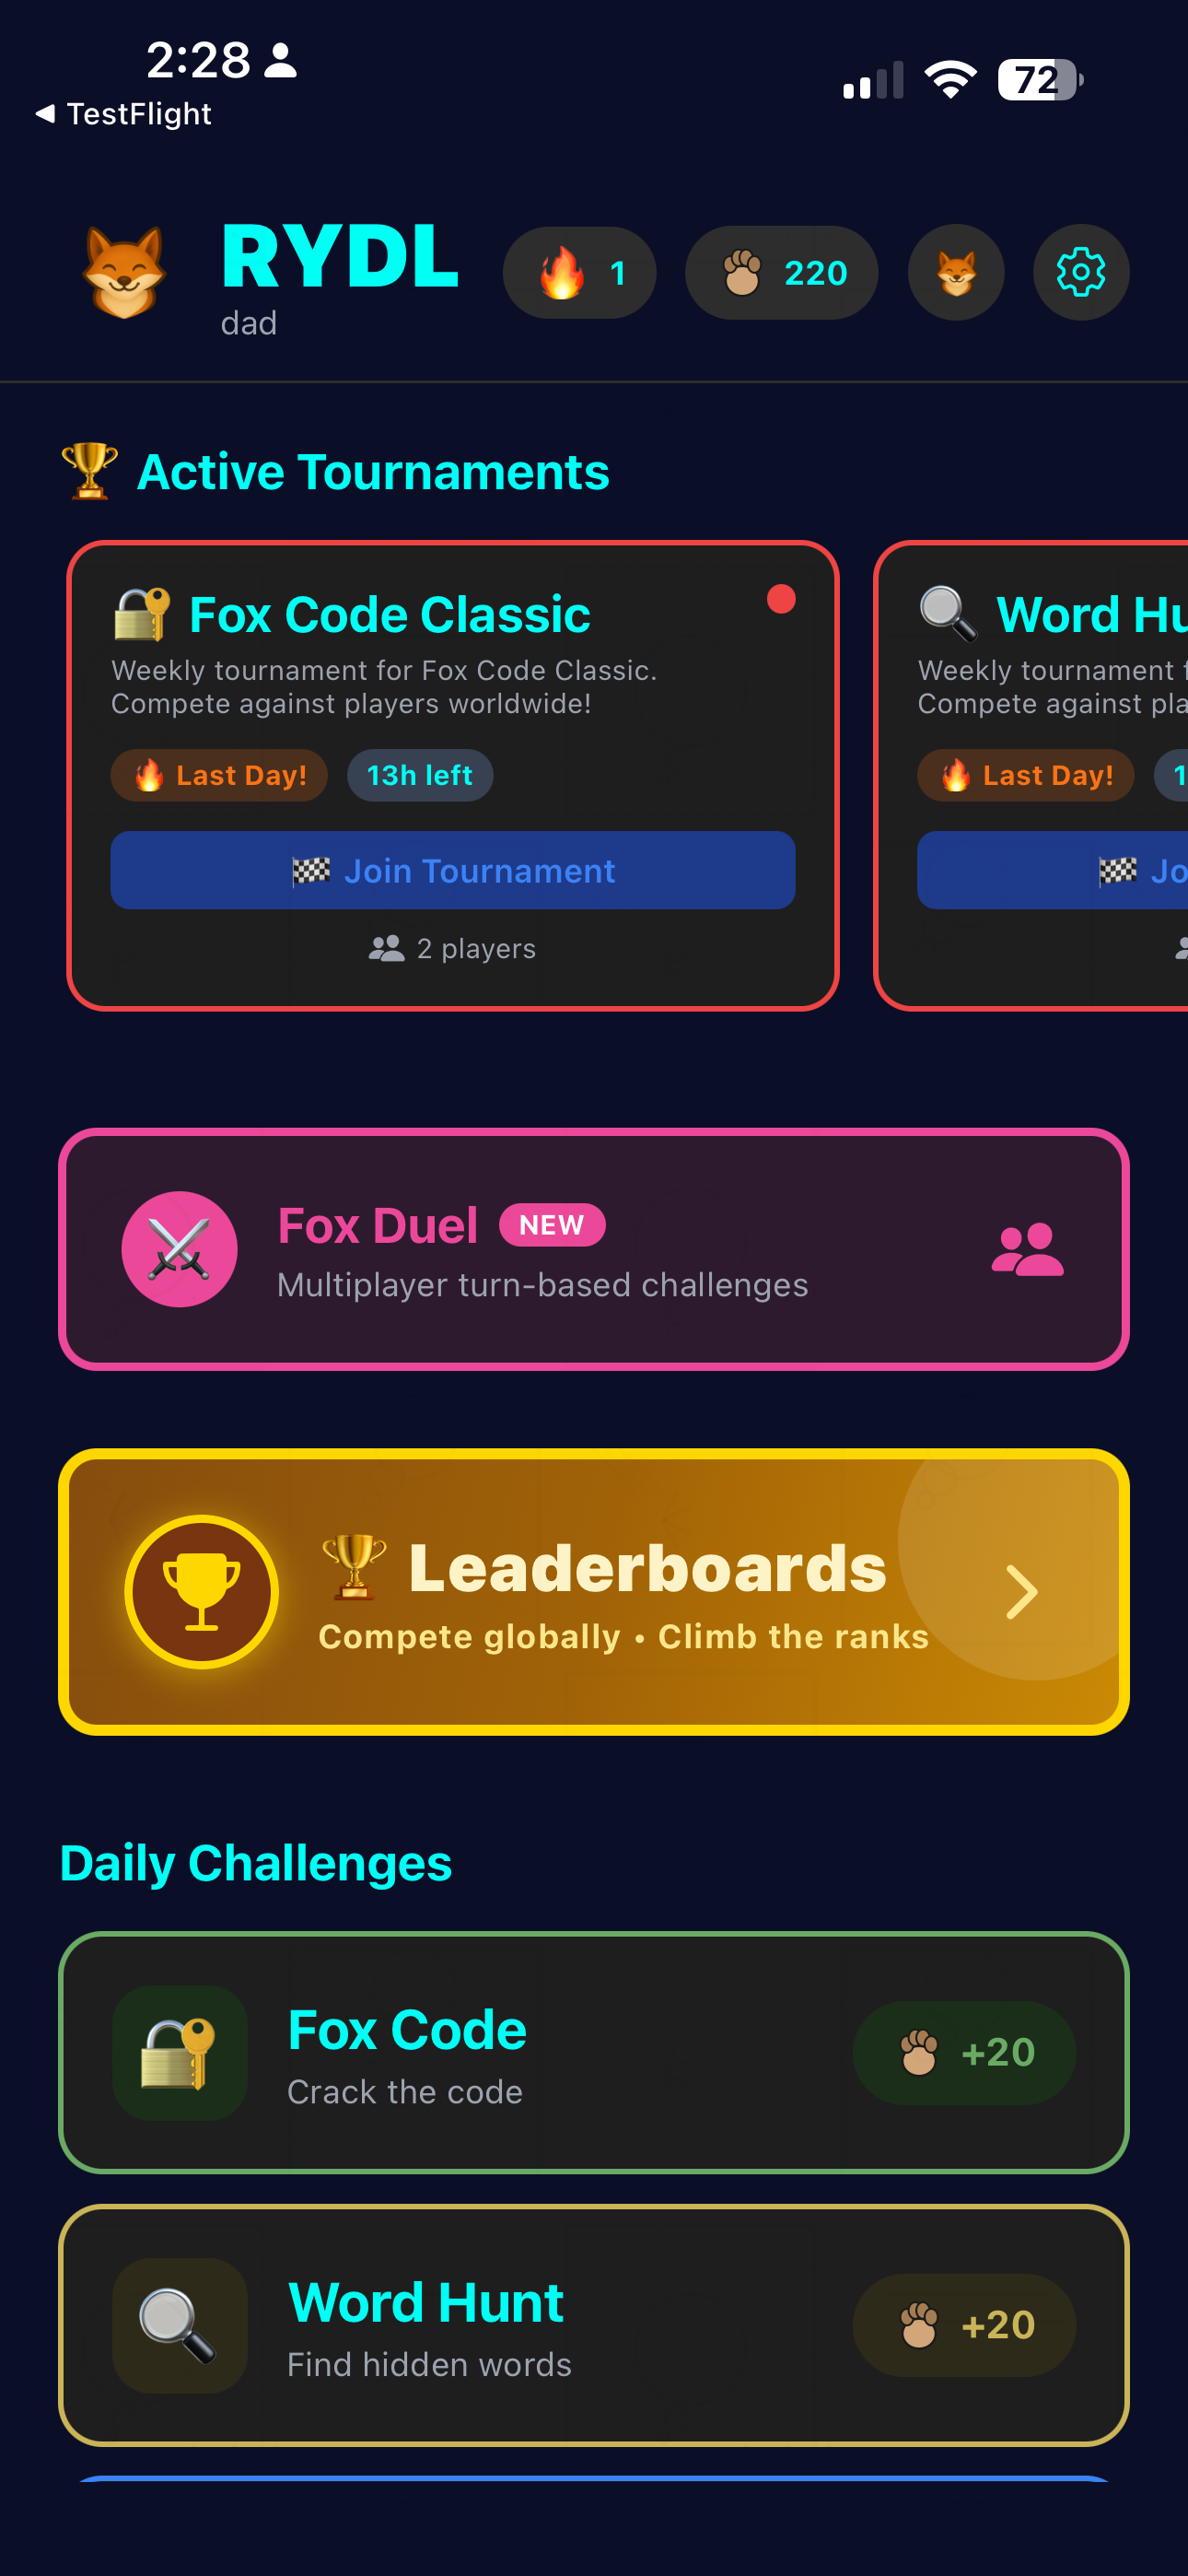 2:28
72
TestFlight
RYDL
dad
1
220
Active Tournaments
Fox Code Classic
Weekly tournament for Fox Code Classic.
Compete against players worldwide!
Last Day!
13h left
Join Tournament
2 players
Word Hu
Weekly tournament f
Compete against pla
Last Day!
1
Jo
Fox Duel
NEW
Multiplayer turn-based challenges
Leaderboards
Compete globally • Climb the ranks
Daily Challenges
Fox Code
Crack the code
+20
Word Hunt
Find hidden words
+20